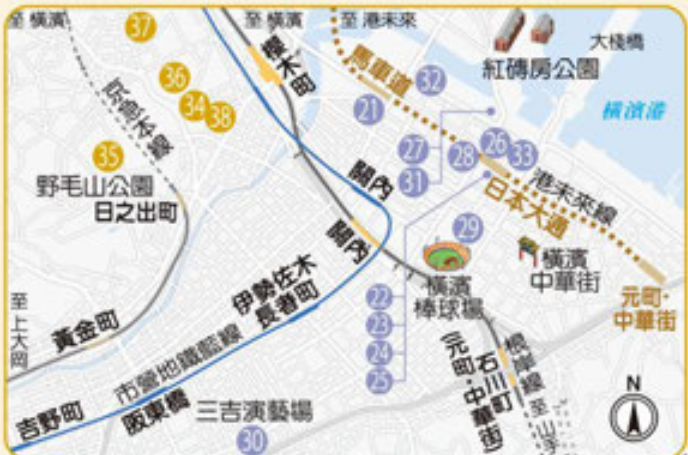 至 橫濱
至 橫濱
至 港未來
37
櫻木町
馬車道
32
紅磚房公園
大棧橋
橫濱港
京急本線
36
34
38
21
35
野毛山公園
日之出町
27
31
28
26
33
關內
港未來線
日本大通
關內
29
橫濱
棒球場
橫濱
中華街
元町・
中華街
伊勢佐木
長者町
22
23
24
25
至 上大岡
黃金町
市營地鐵藍線
石川町
(元町・中華街)
根岸線
至 山手
吉野町
阪東橋
三吉演藝場
30
N